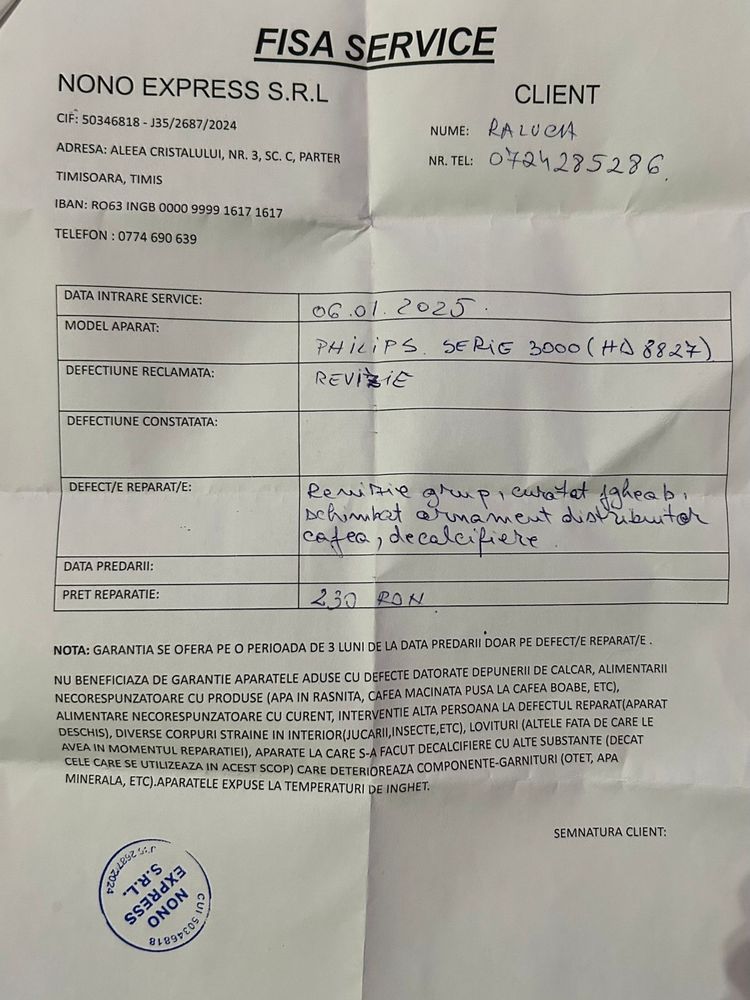 FISA SERVICE
NONO EXPRESS S.R.L
CIF: 50346818 - J35/2687/2024
ADRESA: ALEEA CRISTALULUI, NR. 3, SC. C, PARTER
TIMISOARA, TIMIS
IBAN: RO63 INGB 0000 9999 1617 1617
TELEFON : 0774 690 639
CLIENT
NUME: RALUCA
NR. TEL: 0724285286
DATA INTRARE SERVICE: 06.01.2025.
MODEL APARAT: PHILIPS. SERIE 3000 (HD 8827)
DEFECTIUNE RECLAMATA: REVIZIE
DEFECTIUNE CONSTATATA:
DEFECT/E REPARAT/E: Revizie grup, curatat jgheab,
schimbat ornament distribuitor
cafea, decalcifiere
DATA PREDARII:
PRET REPARATIE: 230 RON
NOTA: GARANTIA SE OFERA PE O PERIOADA DE 3 LUNI DE LA DATA PREDARII DOAR PE DEFECT/E REPARAT/E .
NU BENEFICIAZA DE GARANTIE APARATELE ADUSE CU DEFECTE DATORATE DEPUNERII DE CALCAR, ALIMENTARII
NECORESPUNZATOARE CU PRODUSE (APA IN RASNITA, CAFEA MACINATA PUSA LA CAFEA BOABE, ETC),
ALIMENTARE NECORESPUNZATOARE CU CURENT, INTERVENTIE ALTA PERSOANA LA DEFECTUL REPARAT(APARAT
DESCHIS), DIVERSE CORPURI STRAINE IN INTERIOR(JUCARII,INSECTE,ETC), LOVITURI (ALTELE FATA DE CARE LE
AVEA IN MOMENTUL REPARATIEI), APARATE LA CARE S-A FACUT DECALCIFIERE CU ALTE SUBSTANTE (DECAT
CELE CARE SE UTILIZEAZA IN ACEST SCOP) CARE DETERIOREAZA COMPONENTE-GARNITURI (OTET, APA
MINERALA, ETC).APARATELE EXPUSE LA TEMPERATURI DE INGHET.
SEMNATURA CLIENT:
NONO
EXPRESS
S.R.L.
CUI 50346818
J35 2687-2024